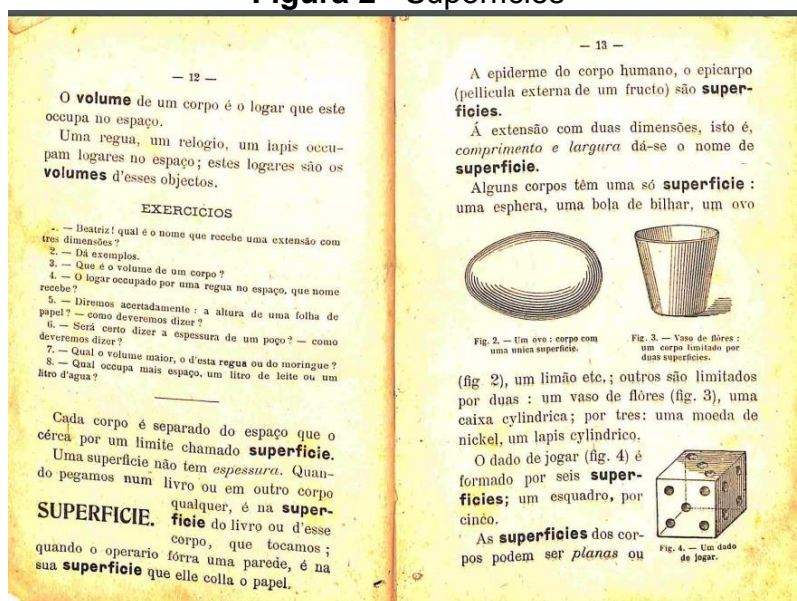 Figura 2 - Superfícies
— 12 —
O volume de um corpo é o logar que este
occupa no espaço.
Uma regua, um relogio, um lapis occu-
pam logares no espaço; estes logares são os
volumes d'esses objectos.
EXERCICIOS
— Beatriz! qual é o nome que recebe uma extensão com
tres dimensões?
2. — Dá exemplos.
3. — Que é o volume de um corpo?
4. — O logar occupado por uma regua no espaço, que nome
recebe?
5. — Diremos acertadamente: a altura de uma folha de
papel? — como deveremos dizer?
6. — Será certo dizer a espessura de um poço? — como
deveremos dizer?
7. — Qual o volume maior, o d'esta regua ou do moringue?
8. — Qual occupa mais espaço, um litro de leite ou um
litro d'agua?
Cada corpo é separado do espaço que o
cérca por um limite chamado superficie.
Uma superficie não tem espessura. Quan-
do pegamos num livro ou em outro corpo
SUPERFICIE. qualquer, é na super-
ficie do livro ou d'esse
corpo, que tocamos;
quando o operario fórra uma parede, é na
sua superficie que elle colla o papel.
— 13 —
A epiderme do corpo humano, o epicarpo
(pellicula externa de um fructo) são super-
ficies.
Á extensão com duas dimensões, isto é,
comprimento e largura dá-se o nome de
superficie.
Alguns corpos têm uma só superficie:
uma esphera, uma bola de bilhar, um ovo
Fig. 2. — Um ovo: corpo com
uma unica superficie.
Fig. 3. — Vaso de flôres:
um corpo limitado por
duas superficies.
(fig 2), um limão etc.; outros são limitados
por duas: um vaso de flôres (fig. 3), uma
caixa cylindrica; por tres: uma moeda de
nickel, um lapis cylindrico.
O dado de jogar (fig. 4) é
formado por seis super-
ficies; um esquadro, por
cinco.
As superficies dos cor-
pos podem ser planas ou
Fig. 4. — Um dado
de jogar.